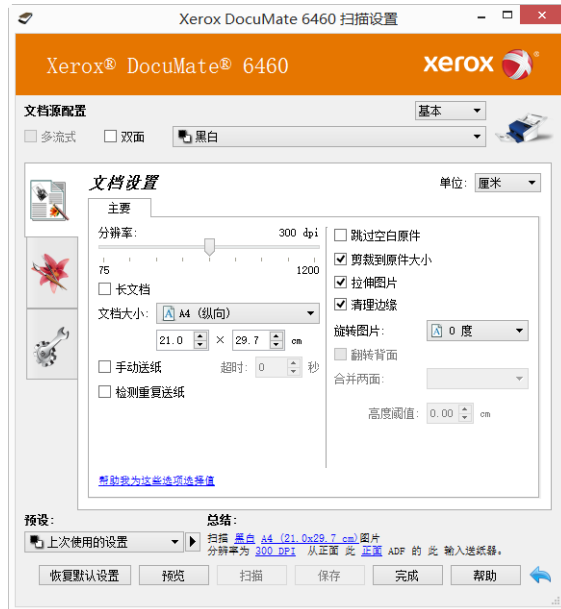 Xerox DocuMate 6460 扫描设置
Xerox® DocuMate® 6460
xerox
文档源配置
基本
多流式
双面
黑白
文档设置
单位: 厘米
主要
分辨率: 300 dpi
75 1200
长文档
文档大小: A4 (纵向)
21.0 × 29.7 cm
手动送纸 超时: 0 秒
检测重复送纸
帮助我为这些选项选择值
跳过空白原件
剪裁到原件大小
拉伸图片
清理边缘
旋转图片: 0 度
翻转背面
合并两面:
高度阈值: 0.00 cm
预设:
上次使用的设置
总结:
扫描 黑白 A4 (21.0x29.7 cm)图片
分辨率为 300 DPI 从正面 此 正面 ADF 的 此 输入送纸器。
恢复默认设置 预览 扫描 保存 完成 帮助